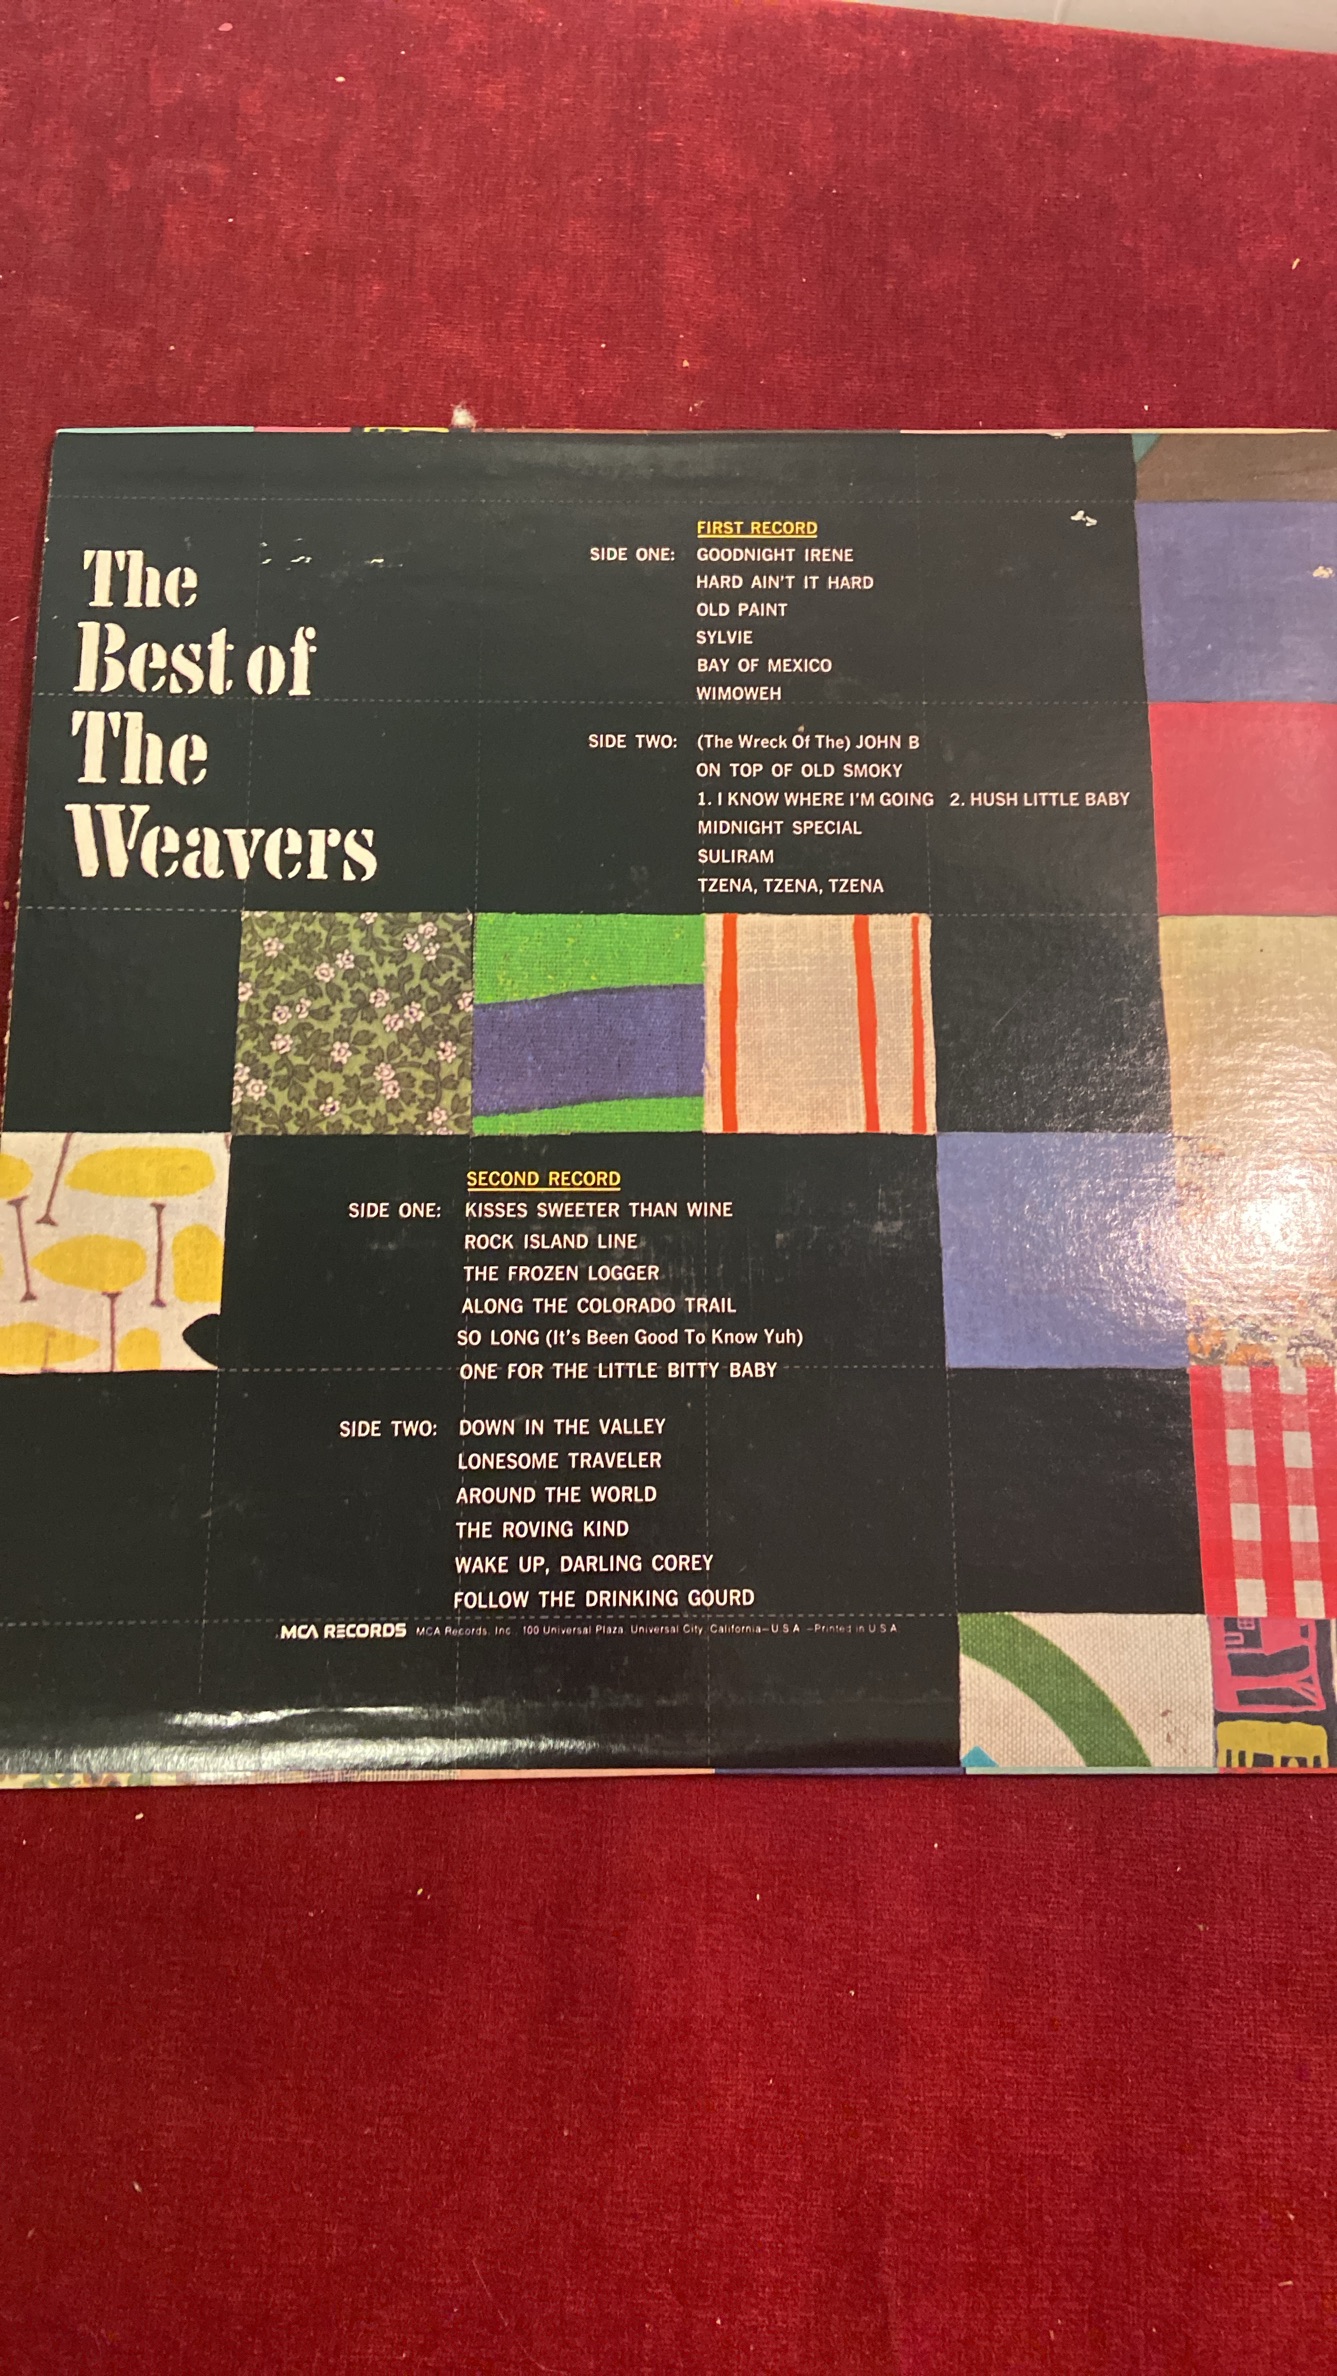 The
Best of
The
Weavers
FIRST RECORD
SIDE ONE: GOODNIGHT IRENE
HARD AIN'T IT HARD
OLD PAINT
SYLVIE
BAY OF MEXICO
WIMOWEH
SIDE TWO: (The Wreck Of The) JOHN B
ON TOP OF OLD SMOKY
1. I KNOW WHERE I'M GOING 2. HUSH LITTLE BABY
MIDNIGHT SPECIAL
SULIRAM
TZENA, TZENA, TZENA
SECOND RECORD
SIDE ONE: KISSES SWEETER THAN WINE
ROCK ISLAND LINE
THE FROZEN LOGGER
ALONG THE COLORADO TRAIL
SO LONG (It's Been Good To Know Yuh)
ONE FOR THE LITTLE BITTY BABY
SIDE TWO: DOWN IN THE VALLEY
LONESOME TRAVELER
AROUND THE WORLD
THE ROVING KIND
WAKE UP, DARLING COREY
FOLLOW THE DRINKING GOURD
MCA RECORDS MCA Records, Inc., 100 Universal Plaza, Universal City, California—U.S.A.—Printed in U.S.A.